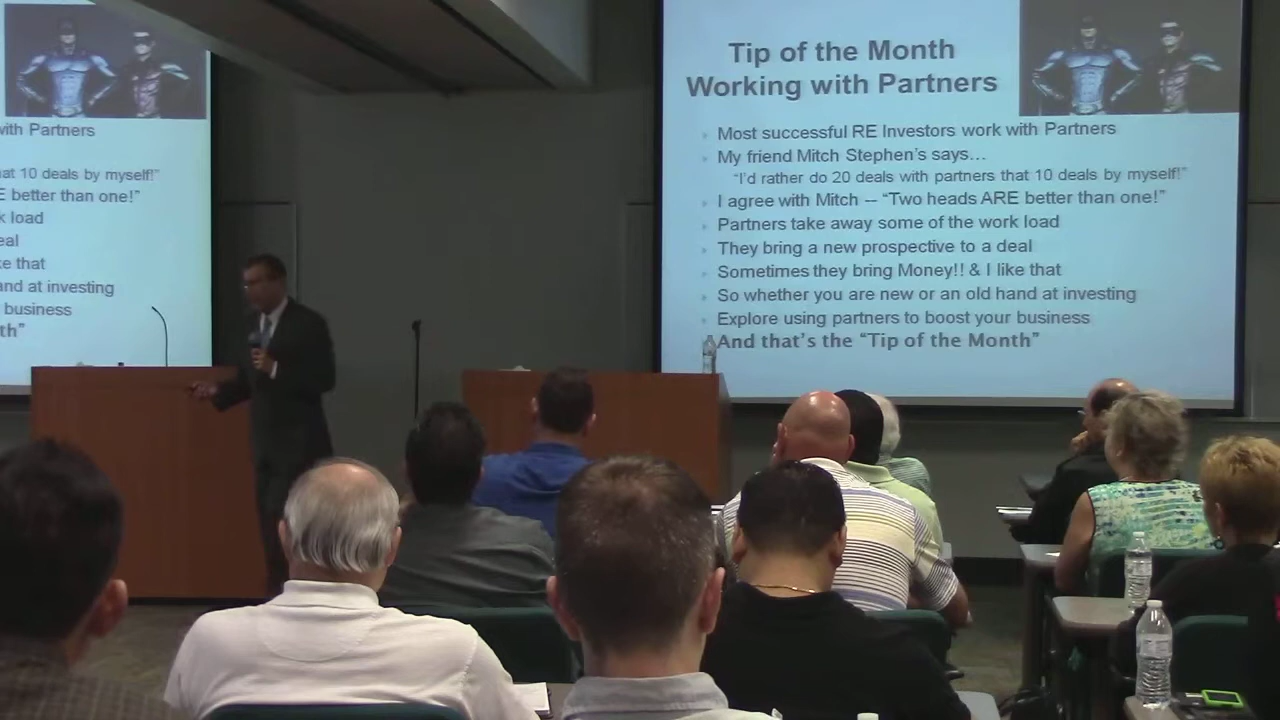 with Partners
at 10 deals by myself!"
E better than one!"
k load
eal
ke that
and at investing
business
th"
Tip of the Month
Working with Partners
Most successful RE Investors work with Partners
My friend Mitch Stephen's says...
"I'd rather do 20 deals with partners that 10 deals by myself!"
I agree with Mitch -- "Two heads ARE better than one!"
Partners take away some of the work load
They bring a new prospective to a deal
Sometimes they bring Money!! & I like that
So whether you are new or an old hand at investing
Explore using partners to boost your business
And that's the "Tip of the Month"